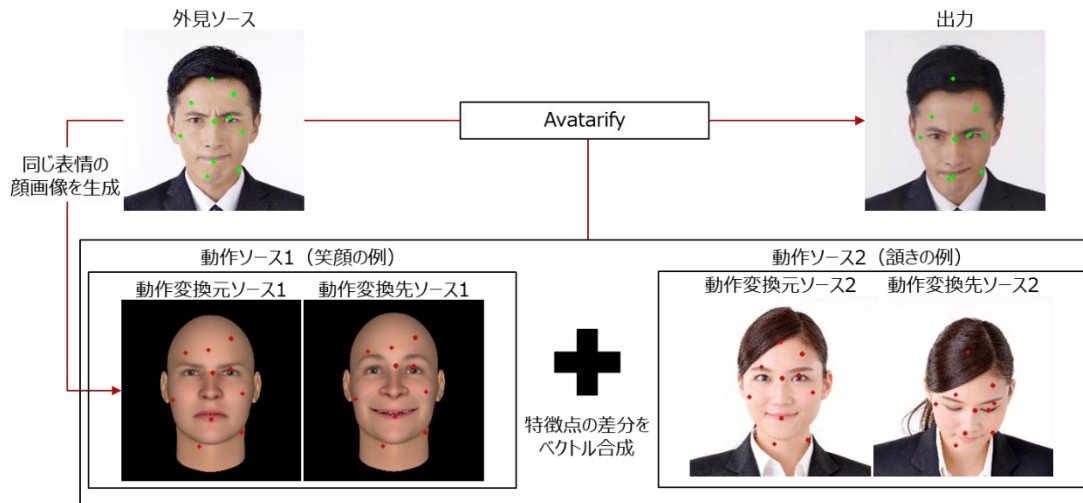 外見ソース
出力
Avatarify
同じ表情の
顔画像を生成
動作ソース1（笑顔の例）
動作変換元ソース1
動作変換先ソース1
特徴点の差分を
ベクトル合成
動作ソース2（頷きの例）
動作変換元ソース2
動作変換先ソース2